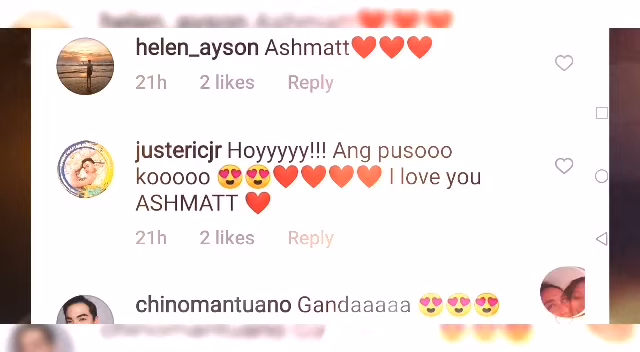 helen_ayson Ashmatt❤️❤️❤️
21h 2 likes Reply
justericjr Hoyyyyy!!! Ang pusooo
kooooo 😍😍❤️❤️❤️❤️ I love you
ASHMATT ❤️
21h 2 likes Reply
chinomantuano Gandaaaaa 😍😍😍